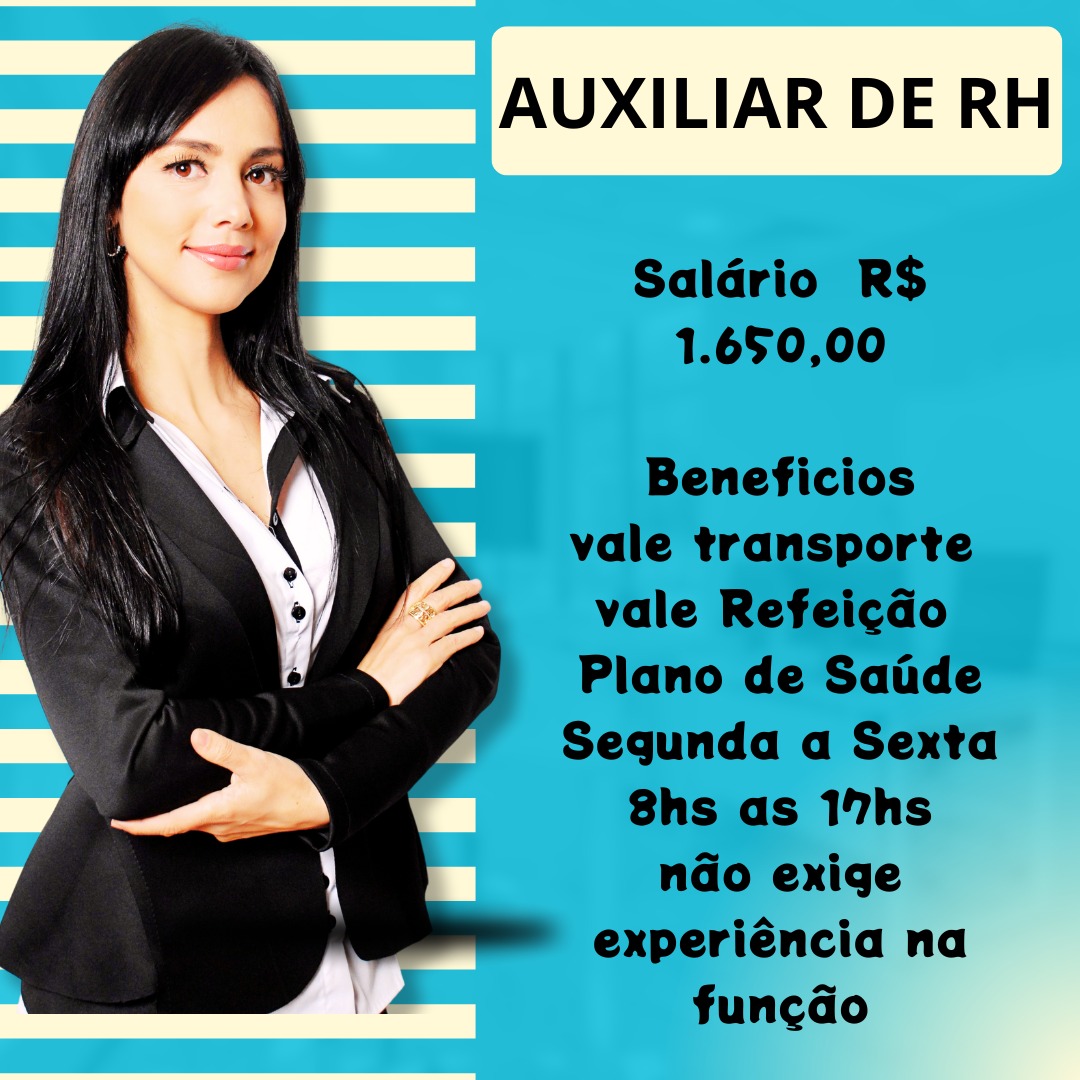 AUXILIAR DE RH
Salário R$
1.650,00
Beneficios
vale transporte
vale Refeição
Plano de Saúde
Segunda a Sexta
8hs as 17hs
não exige
experiência na
função